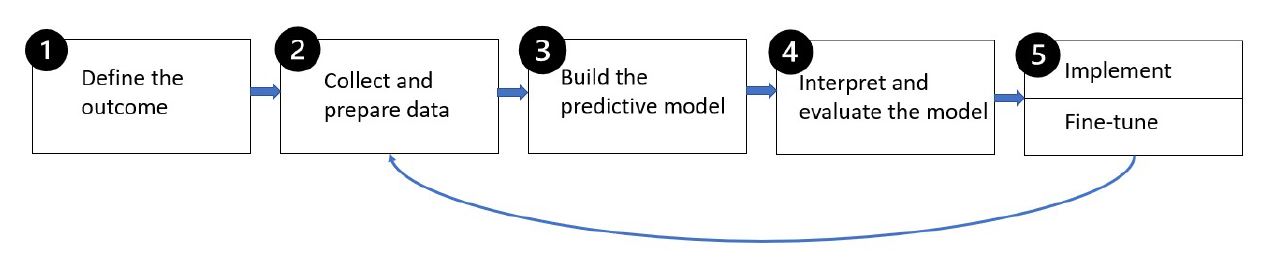 1
Define the
outcome
2
Collect and
prepare data
3
Build the
predictive model
4
Interpret and
evaluate the model
5
Implement
Fine-tune